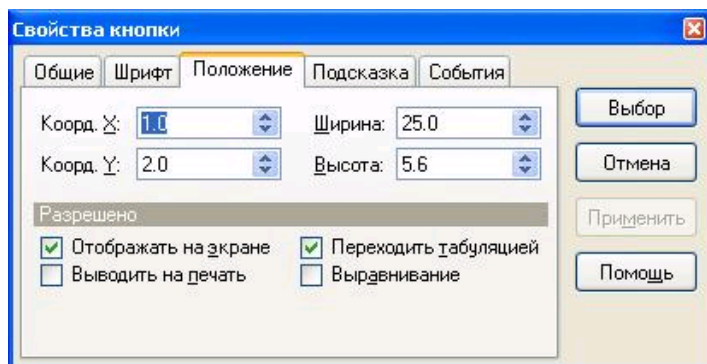 Свойства кнопки
Общие Шрифт Положение Подсказка События
Коорд. X: 1.0 Ширина: 25.0
Коорд. Y: 2.0 Высота: 5.6
Разрешено
Отображать на экране Переходить табуляцией
Выводить на печать Выравнивание
Выбор
Отмена
Применить
Помощь